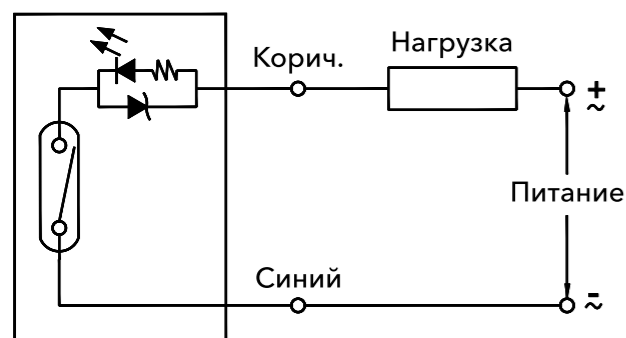 Корич.
Нагрузка
+
~
Питание
Синий
-
~